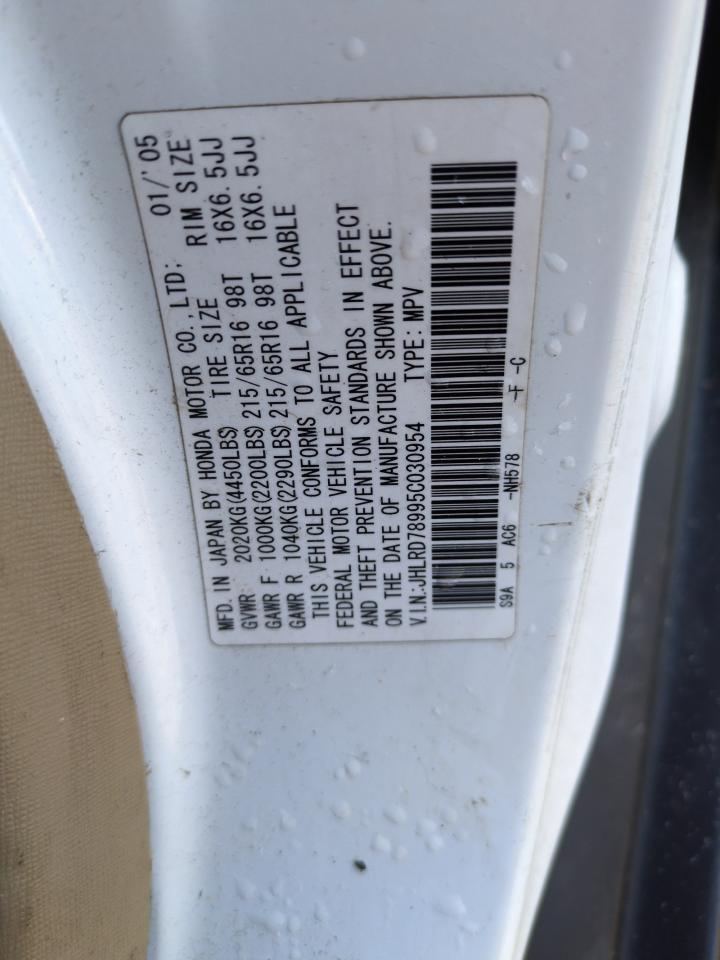 MFD. IN JAPAN BY HONDA MOTOR CO.,LTD; 01/'05
GVWR: 2020KG(4450LBS) TIRE SIZE RIM SIZE
GAWR F 1000KG(2200LBS) 215/65R16 98T 16X6.5JJ
GAWR R 1040KG(2290LBS) 215/65R16 98T 16X6.5JJ
THIS VEHICLE CONFORMS TO ALL APPLICABLE
FEDERAL MOTOR VEHICLE SAFETY
AND THEFT PREVENTION STANDARDS IN EFFECT
ON THE DATE OF MANUFACTURE SHOWN ABOVE.
V.I.N.:JHLRD78995C030954 TYPE: MPV
S9A 5 AC6 -NH578 -F -C